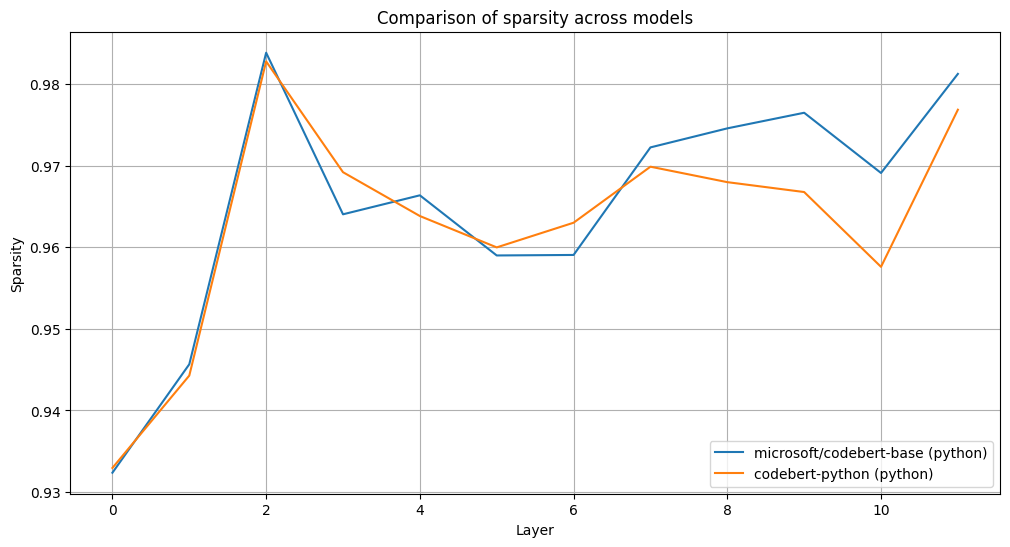 Comparison of sparsity across models
Sparsity
0.98
0.97
0.96
0.95
0.94
0.93
0 2 4 6 8 10
Layer
microsoft/codebert-base (python)
codebert-python (python)